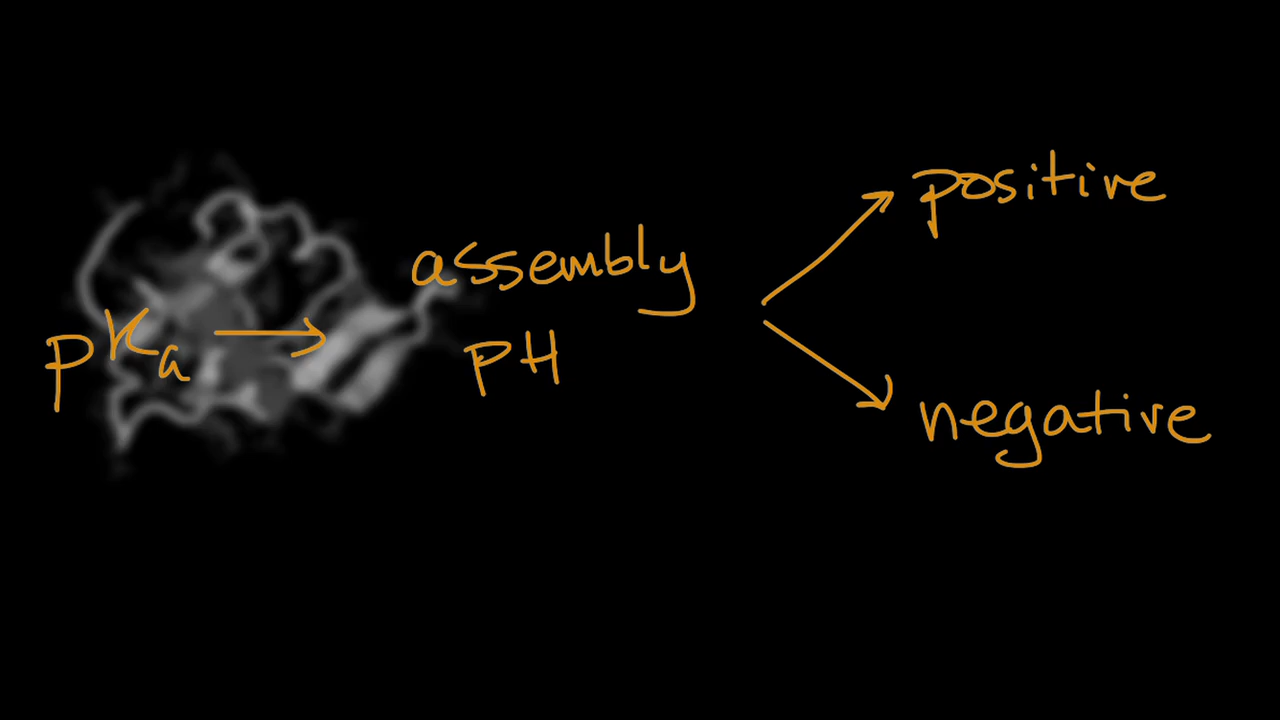 positive
assembly
pKa → pH
negative